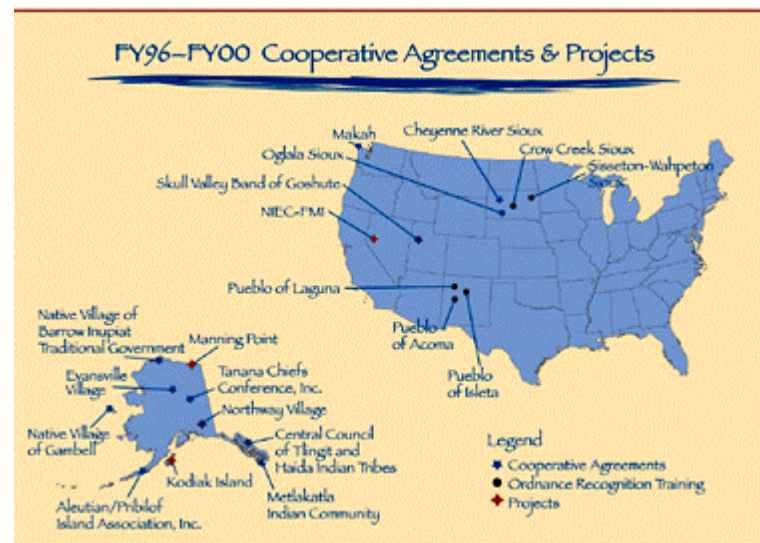 FY96–FY00 Cooperative Agreements & Projects
Makah
Cheyenne River Sioux
Oglala Sioux
Crow Creek Sioux
Sisseton-Wahpeton
Sioux
Skull Valley Band of Goshute
NIEC-FMI
Pueblo of Laguna
Pueblo
of Acoma
Pueblo
of Isleta
Native Village of
Barrow Inupiat
Traditional Government
Manning Point
Evansville
Village
Tanana Chiefs
Conference, Inc.
Northway Village
Native Village
of Gambell
Central Council
of Tlingit and
Haida Indian Tribes
Kodiak Island
Metlakatla
Indian Community
Aleutian/Pribilof
Island Association, Inc.
Legend
Cooperative Agreements
Ordnance Recognition Training
Projects